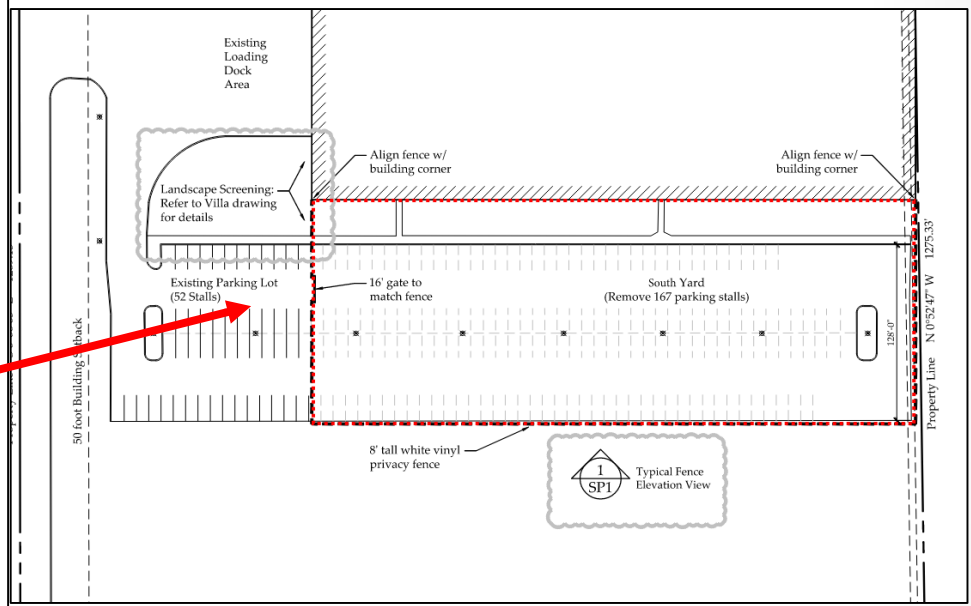 Existing
Loading
Dock
Area
Align fence w/
building corner
Align fence w/
building corner
Landscape Screening:
Refer to Villa drawing
for details
Existing Parking Lot
(52 Stalls)
16' gate to
match fence
South Yard
(Remove 167 parking stalls)
128'-0"
Property Line N 0°52'47" W 1275.33'
50 foot Building Setback
8' tall white vinyl
privacy fence
1
SP1
Typical Fence
Elevation View